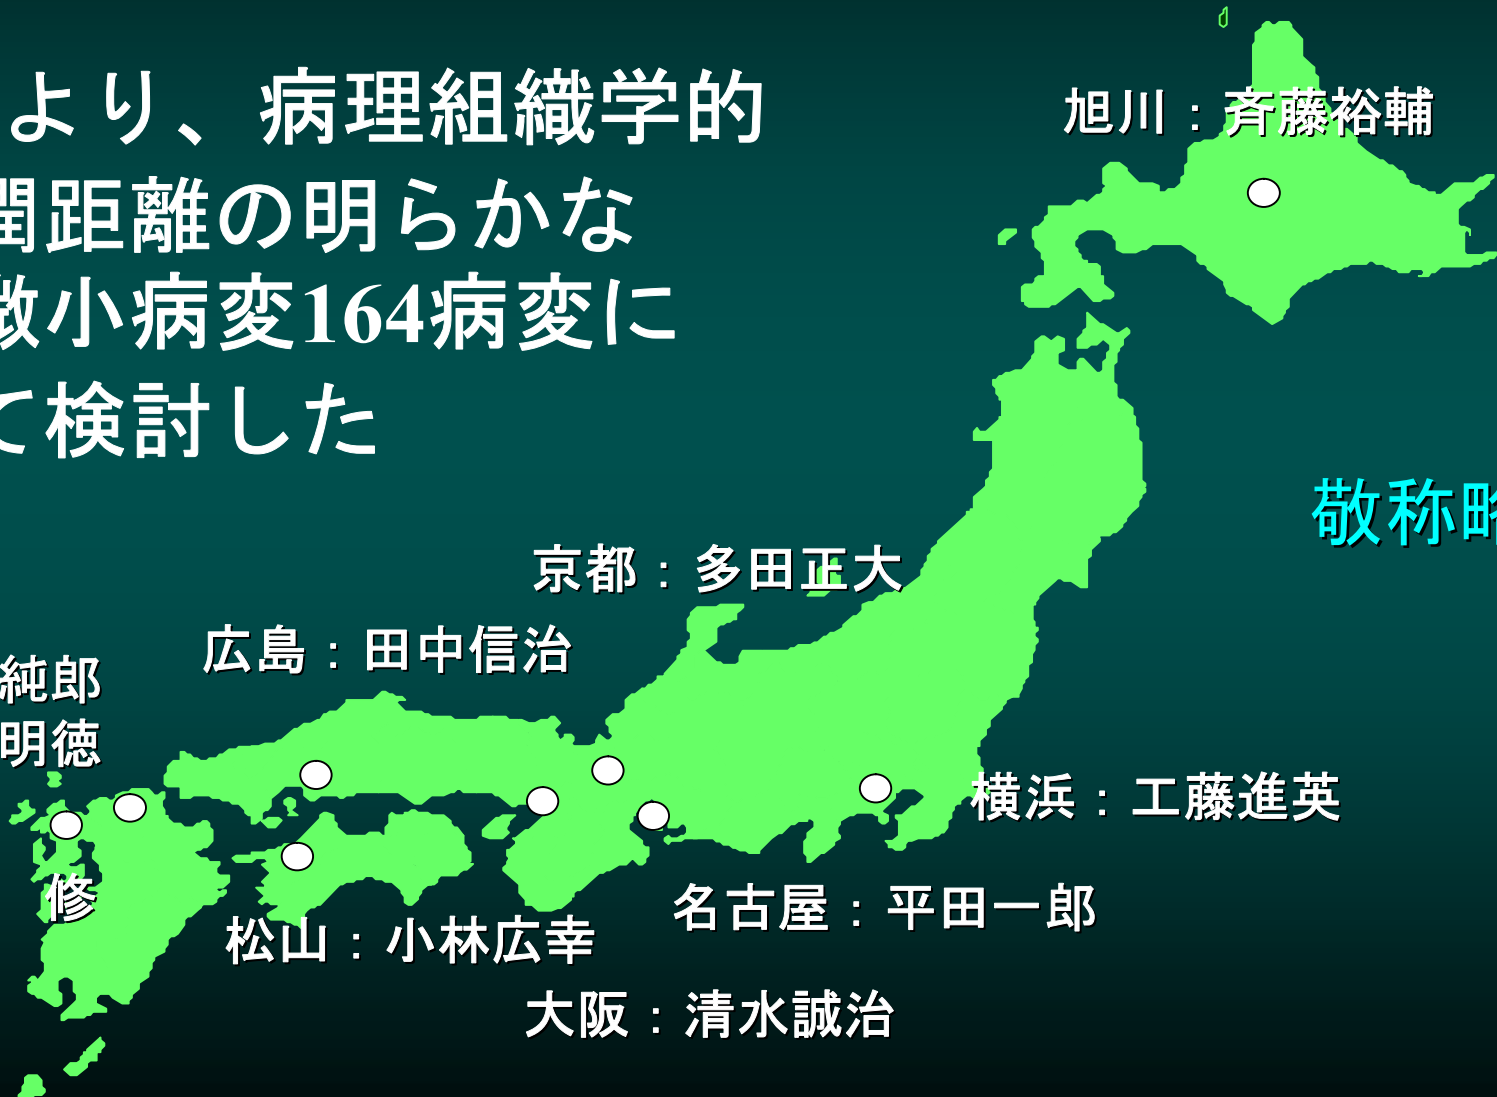 より、病理組織学的
潤距離の明らかな
微小病変164病変に
て検討した
旭川：斉藤裕輔
敬称略
京都：多田正大
広島：田中信治
純郎
明徳
横浜：工藤進英
修
名古屋：平田一郎
松山：小林広幸
大阪：清水誠治